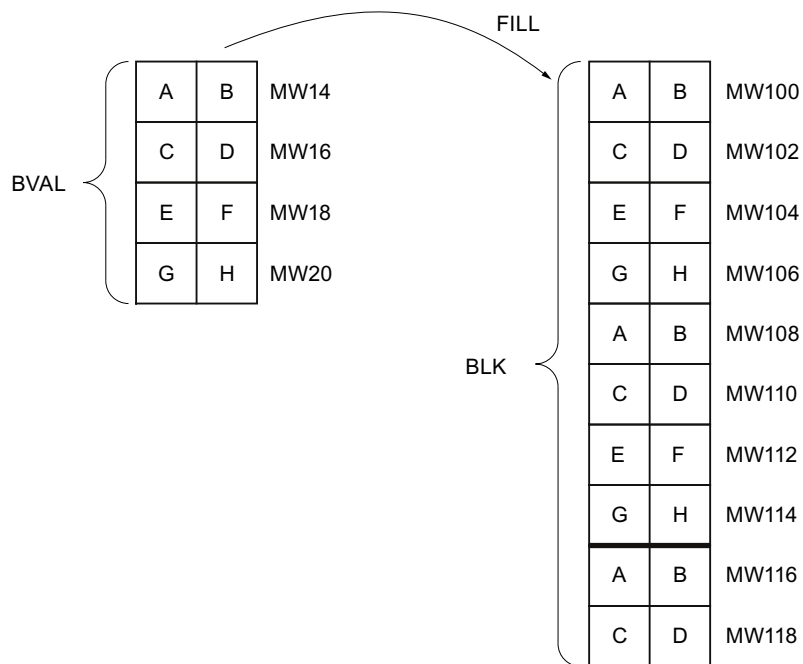 FILL
A B MW14
C D MW16
BVAL
E F MW18
G H MW20
A B MW100
C D MW102
E F MW104
G H MW106
A B MW108
BLK
C D MW110
E F MW112
G H MW114
A B MW116
C D MW118